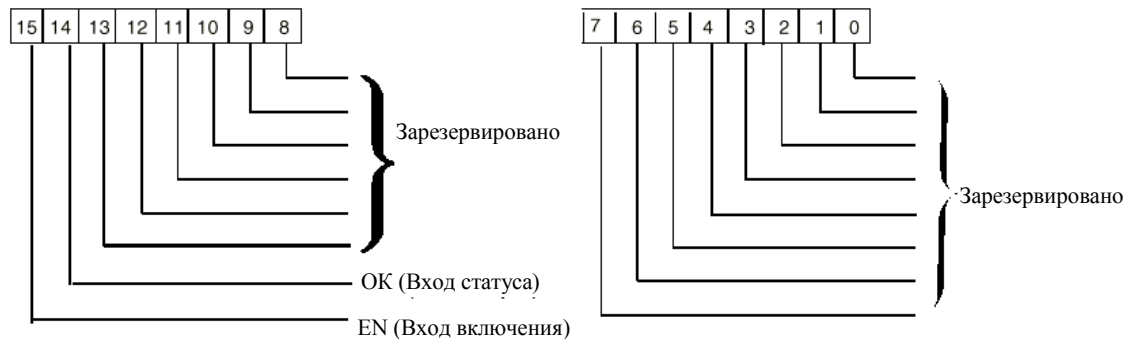 15 14 13 12 11 10 9 8
7 6 5 4 3 2 1 0
Зарезервировано
Зарезервировано
ОК (Вход статуса)
EN (Вход включения)